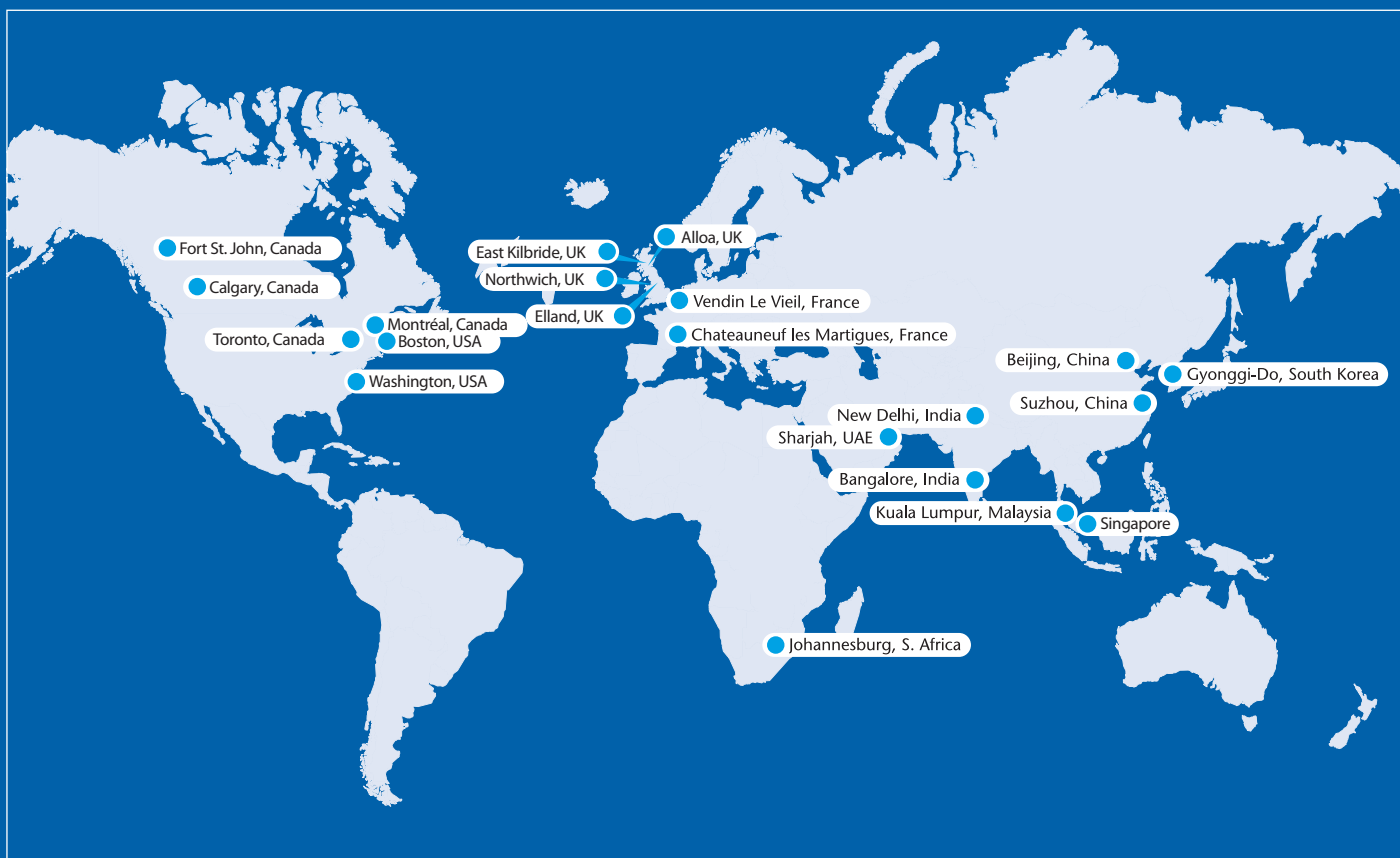 Fort St. John, Canada
Calgary, Canada
Toronto, Canada
Montréal, Canada
Boston, USA
Washington, USA
East Kilbride, UK
Alloa, UK
Northwich, UK
Elland, UK
Vendin Le Vieil, France
Chateauneuf les Martigues, France
Beijing, China
Gyonggi-Do, South Korea
Suzhou, China
New Delhi, India
Sharjah, UAE
Bangalore, India
Kuala Lumpur, Malaysia
Singapore
Johannesburg, S. Africa